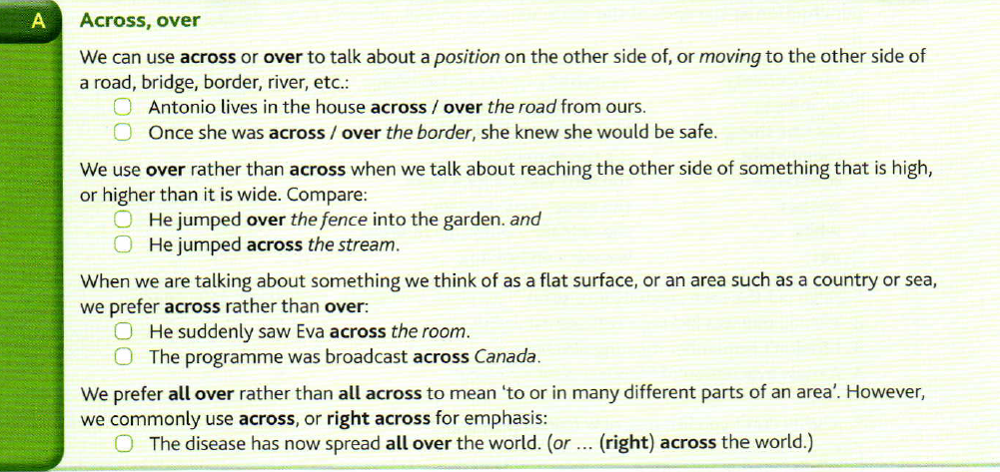 A
Across, over
We can use across or over to talk about a position on the other side of, or moving to the other side of
a road, bridge, border, river, etc.:
Antonio lives in the house across / over the road from ours.
Once she was across / over the border, she knew she would be safe.
We use over rather than across when we talk about reaching the other side of something that is high,
or higher than it is wide. Compare:
He jumped over the fence into the garden. and
He jumped across the stream.
When we are talking about something we think of as a flat surface, or an area such as a country or sea,
we prefer across rather than over:
He suddenly saw Eva across the room.
The programme was broadcast across Canada.
We prefer all over rather than all across to mean 'to or in many different parts of an area'. However,
we commonly use across, or right across for emphasis:
The disease has now spread all over the world. (or ... (right) across the world.)